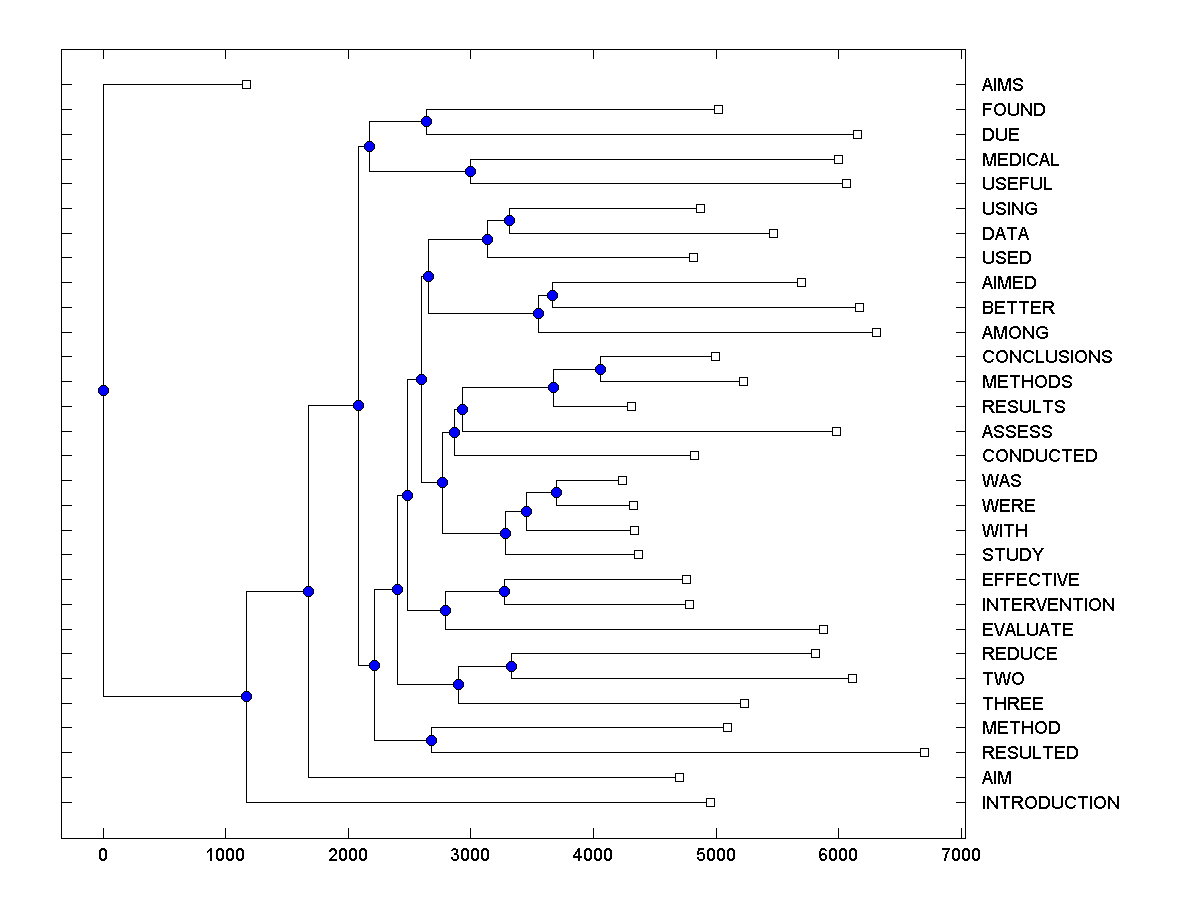 AIMS
FOUND
DUE
MEDICAL
USEFUL
USING
DATA
USED
AIMED
BETTER
AMONG
CONCLUSIONS
METHODS
RESULTS
ASSESS
CONDUCTED
WAS
WERE
WITH
STUDY
EFFECTIVE
INTERVENTION
EVALUATE
REDUCE
TWO
THREE
METHOD
RESULTED
AIM
INTRODUCTION
0 1000 2000 3000 4000 5000 6000 7000